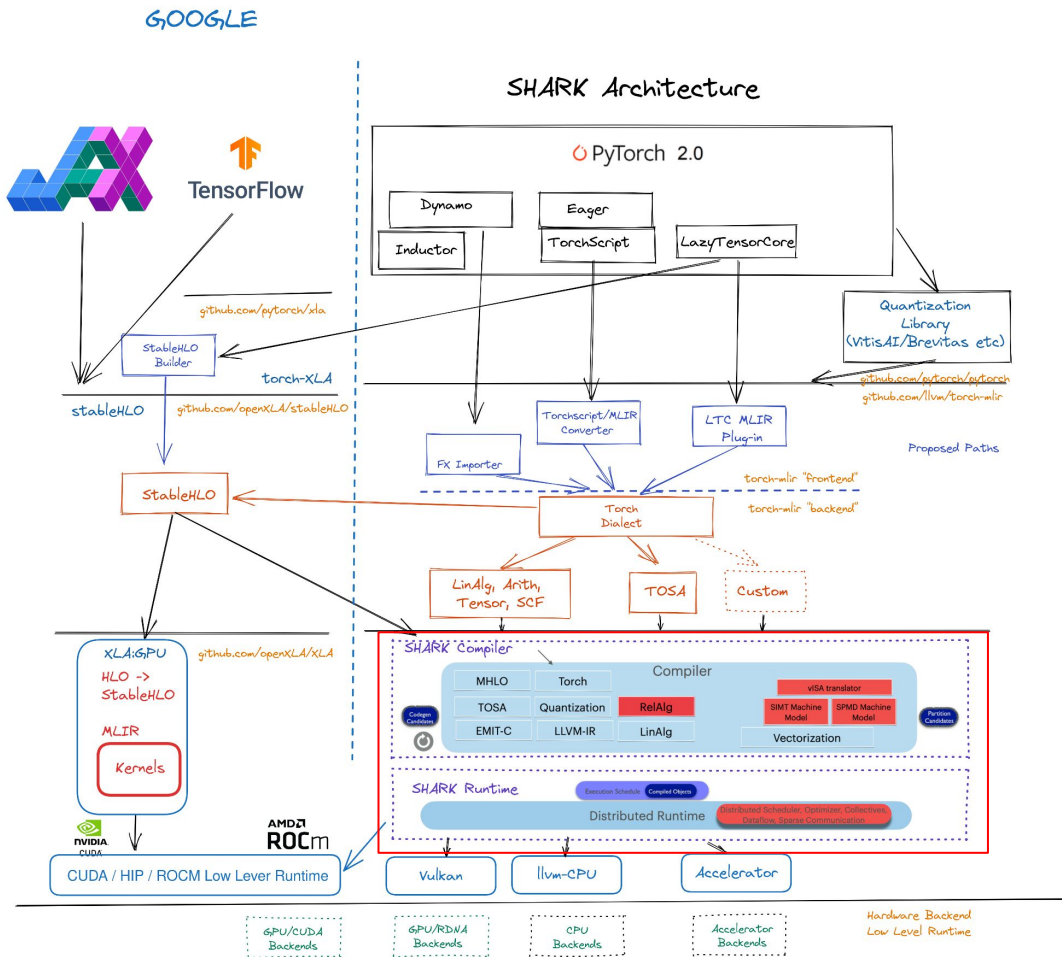 GOOGLE
SHARK Architecture
JAX
TensorFlow
PyTorch 2.0
Dynamo
Inductor
Eager
TorchScript
LazyTensorCore
github.com/pytorch/xla
StableHLO
Builder
torch-XLA
Quantization
Library
(VitisAI/Brevitas etc)
github.com/pytorch/pytorch
github.com/llvm/torch-mlir
stableHLO
github.com/openXLA/stableHLO
FX Importer
Torchscript/MLIR
Converter
LTC MLIR
Plug-in
Proposed Paths
torch-mlir "frontend"
torch-mlir "backend"
StableHLO
Torch
Dialect
LinAlg, Arith,
Tensor, SCF
TOSA
Custom
XLA:GPU
github.com/openXLA/XLA
HLO ->
StableHLO
MLIR
Kernels
SHARK Compiler
Compiler
MHLO
Torch
TOSA
Quantization
RelAlg
EMIT-C
LLVM-IR
LinAlg
vISA translator
SIMT Machine
Model
SPMD Machine
Model
Vectorization
Codegen
Candidates
Partition
Candidates
SHARK Runtime
Execution Schedule
Compiled Objects
Distributed Runtime
Distributed Scheduler, Optimizer, Collectives,
Dataflow, Sparse Communication
NVIDIA.
CUDA
AMD
ROCm
CUDA / HIP / ROCM Low Lever Runtime
Vulkan
llvm-CPU
Accelerator
GPU/CUDA
Backends
GPU/RDNA
Backends
CPU
Backends
Accelerator
Backends
Hardware Backend
Low Level Runtime